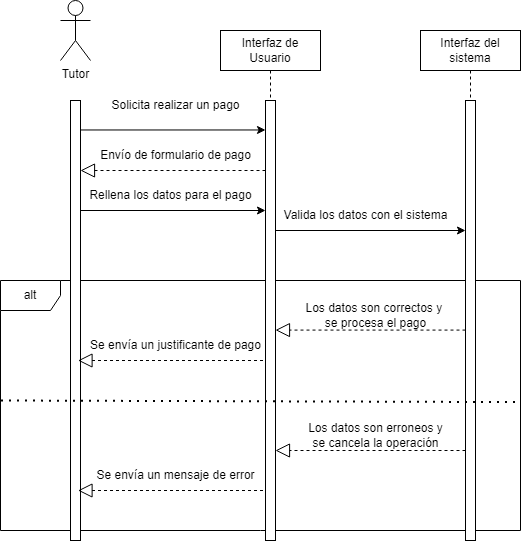 Tutor
Interfaz de
Usuario
Interfaz del
sistema
Solicita realizar un pago
Envío de formulario de pago
Rellena los datos para el pago
Valida los datos con el sistema
alt
Los datos son correctos y
se procesa el pago
Se envía un justificante de pago
Los datos son erroneos y
se cancela la operación
Se envía un mensaje de error